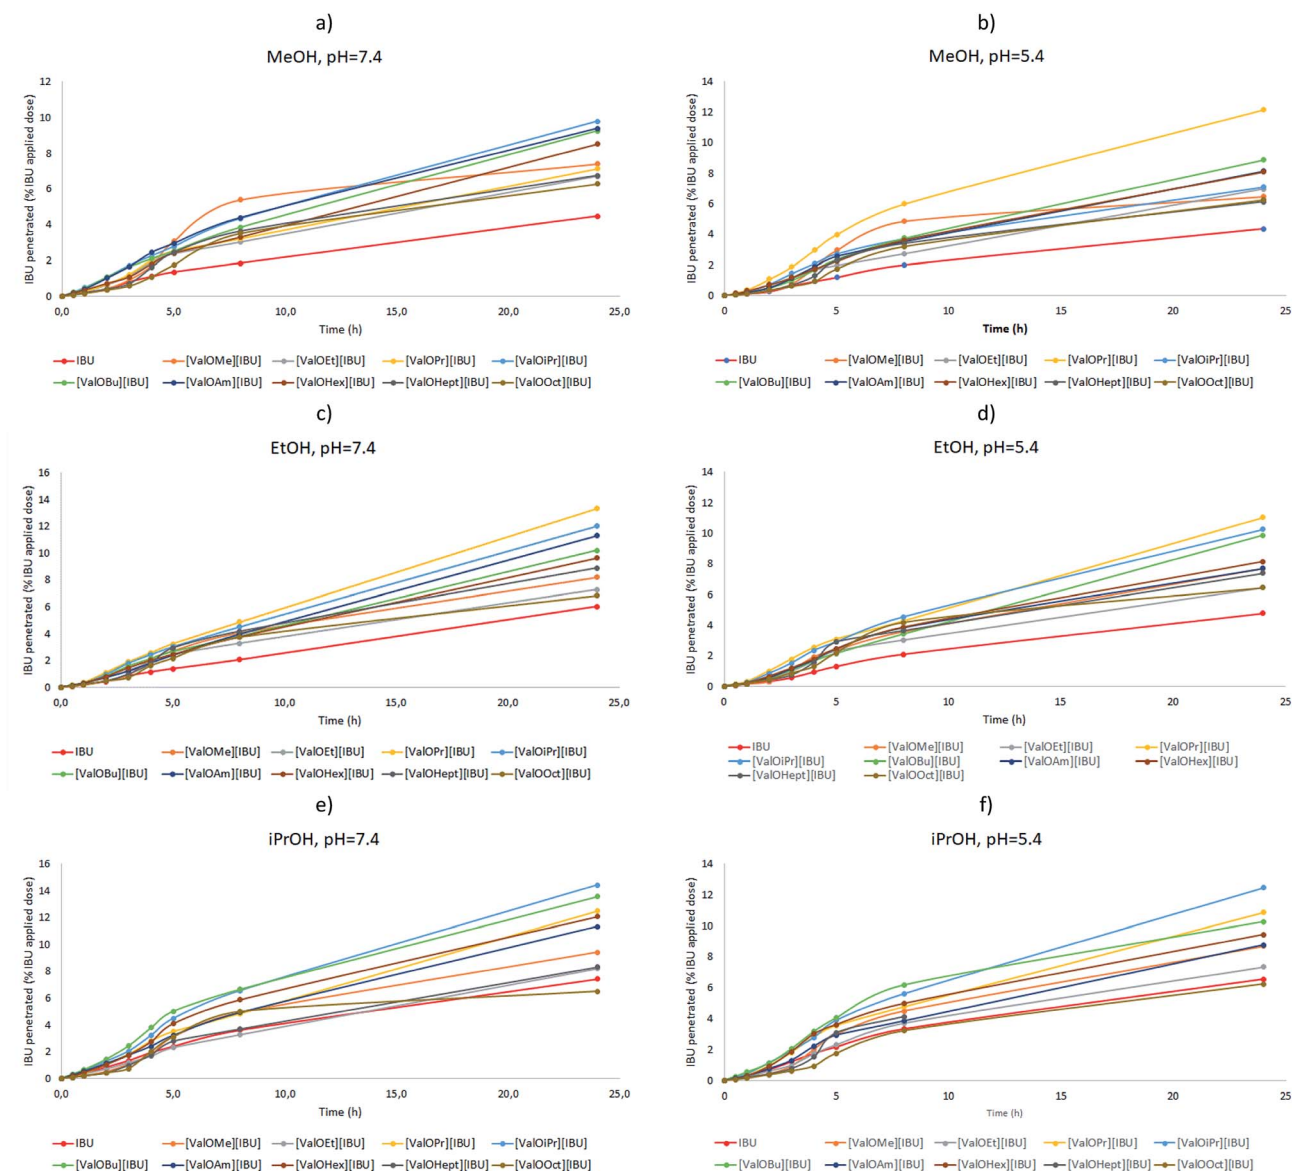 a)
MeOH, pH=7.4
IBU penetrated (% IBU applied dose)
12
10
8
6
4
2
0
0,0 5,0 10,0 15,0 20,0 25,0
Time (h)
IBU [ValOMe][IBU] [ValOEt][IBU] [ValOPr][IBU] [ValOiPr][IBU]
[ValOBu][IBU] [ValOAm][IBU] [ValOHex][IBU] [ValOHept][IBU] [ValOOct][IBU]
b)
MeOH, pH=5.4
IBU penetrated (% IBU applied dose)
14
12
10
8
6
4
2
0
0 5 10 15 20 25
Time (h)
IBU [ValOMe][IBU] [ValOEt][IBU] [ValOPr][IBU] [ValOiPr][IBU]
[ValOBu][IBU] [ValOAm][IBU] [ValOHex][IBU] [ValOHept][IBU] [ValOOct][IBU]
c)
EtOH, pH=7.4
IBU penetrated (% IBU applied dose)
16
14
12
10
8
6
4
2
0
0,0 5,0 10,0 15,0 20,0 25,0
Time (h)
IBU [ValOMe][IBU] [ValOEt][IBU] [ValOPr][IBU] [ValOiPr][IBU]
[ValOBu][IBU] [ValOAm][IBU] [ValOHex][IBU] [ValOHept][IBU] [ValOOct][IBU]
d)
EtOH, pH=5.4
IBU penetrated (% IBU applied dose)
14
12
10
8
6
4
2
0
0 5 10 15 20 25
Time (h)
IBU [ValOMe][IBU] [ValOEt][IBU] [ValOPr][IBU]
[ValOiPr][IBU] [ValOBu][IBU] [ValOAm][IBU] [ValOHex][IBU]
[ValOHept][IBU] [ValOOct][IBU]
e)
iPrOH, pH=7.4
IBU penetrated (% IBU applied dose)
16
14
12
10
8
6
4
2
0
0,0 5,0 10,0 15,0 20,0 25,0
Time (h)
IBU [ValOMe][IBU] [ValOEt][IBU] [ValOPr][IBU] [ValOiPr][IBU]
[ValOBu][IBU] [ValOAm][IBU] [ValOHex][IBU] [ValOHept][IBU] [ValOOct][IBU]
f)
iPrOH, pH=5.4
IBU penetrated (% IBU applied dose)
14
12
10
8
6
4
2
0
0 5 10 15 20 25
Time (h)
IBU [ValOMe][IBU] [ValOEt][IBU] [ValOPr][IBU] [ValOiPr][IBU]
[ValOBu][IBU] [ValOAm][IBU] [ValOHex][IBU] [ValOHept][IBU] [ValOOct][IBU]